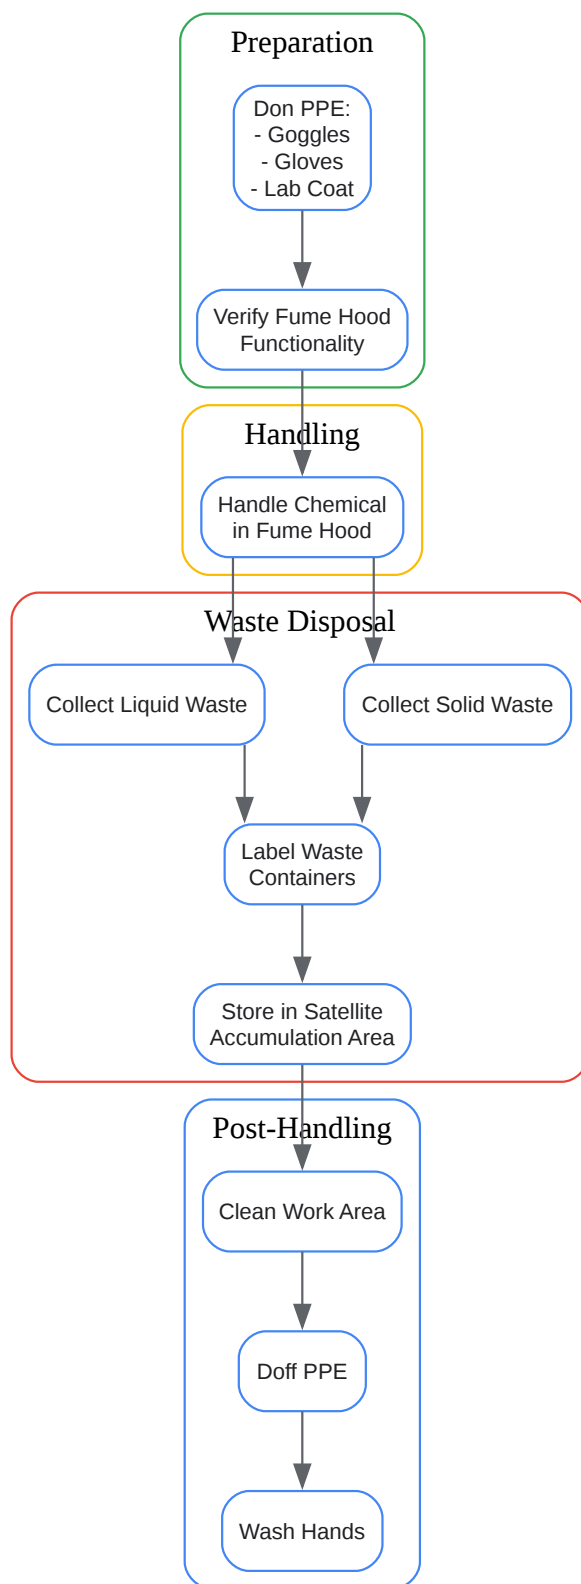 Preparation
Don PPE:
- Goggles
- Gloves
- Lab Coat
Verify Fume Hood
Functionality
Handling
Handle Chemical
in Fume Hood
Waste Disposal
Collect Liquid Waste
Collect Solid Waste
Label Waste
Containers
Store in Satellite
Accumulation Area
Post-Handling
Clean Work Area
Doff PPE
Wash Hands